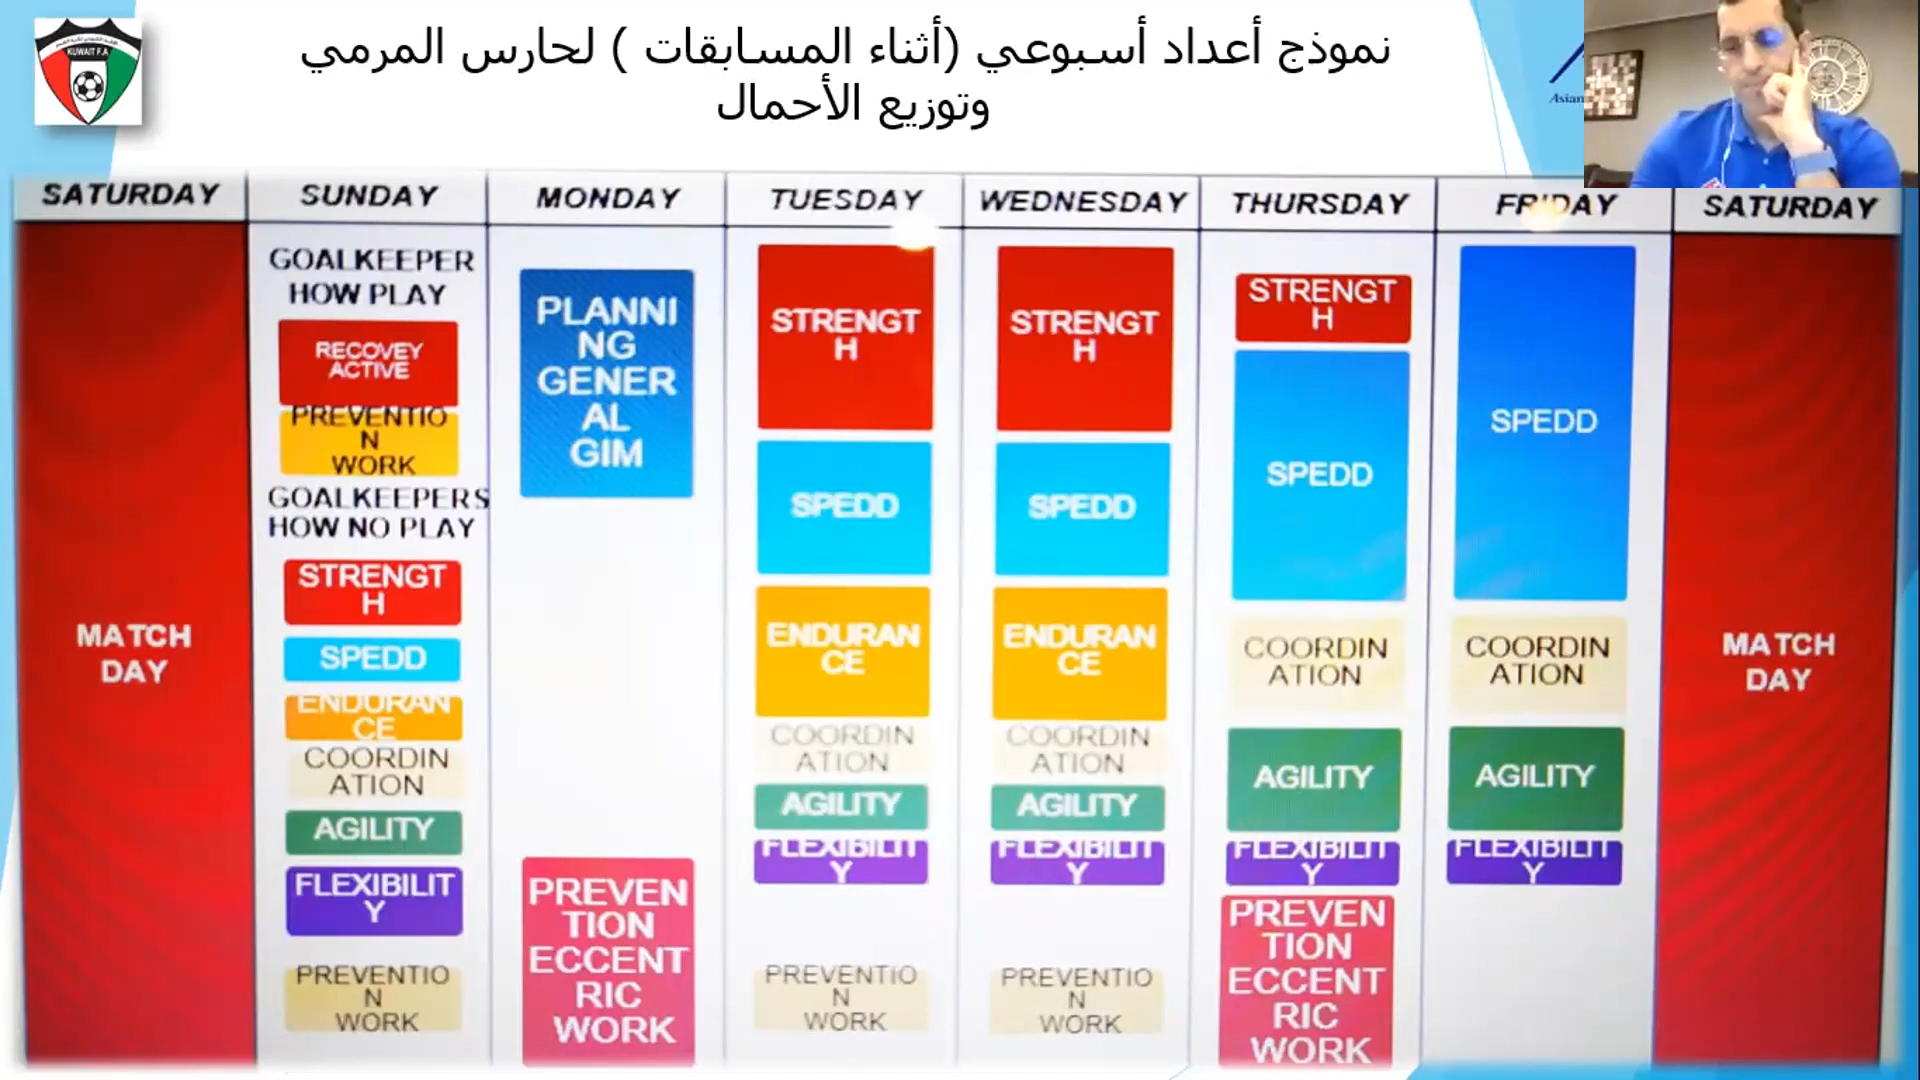 نموذج أعداد أسبوعي (أثناء المسابقات ) لحارس المرمي
وتوزيع الأحمال
KUWAIT F.A
Asian
SATURDAY
SUNDAY
MONDAY
TUESDAY
WEDNESDAY
THURSDAY
FRIDAY
SATURDAY
MATCH
DAY
GOALKEEPER
HOW PLAY
RECOVEY
ACTIVE
PREVENTIO
N
WORK
GOALKEEPERS
HOW NO PLAY
STRENGT
H
SPEDD
ENDURAN
CE
COORDIN
ATION
AGILITY
FLEXIBILIT
Y
PREVENTIO
N
WORK
PLANNI
NG
GENER
AL
GIM
PREVEN
TION
ECCENT
RIC
WORK
STRENGT
H
SPEDD
ENDURAN
CE
COORDIN
ATION
AGILITY
FLEXIBILIT
Y
PREVENTIO
N
WORK
STRENGT
H
SPEDD
ENDURAN
CE
COORDIN
ATION
AGILITY
FLEXIBILIT
Y
PREVENTIO
N
WORK
STRENGT
H
SPEDD
COORDIN
ATION
AGILITY
FLEXIBILIT
Y
PREVEN
TION
ECCENT
RIC
WORK
SPEDD
COORDIN
ATION
AGILITY
FLEXIBILIT
Y
MATCH
DAY